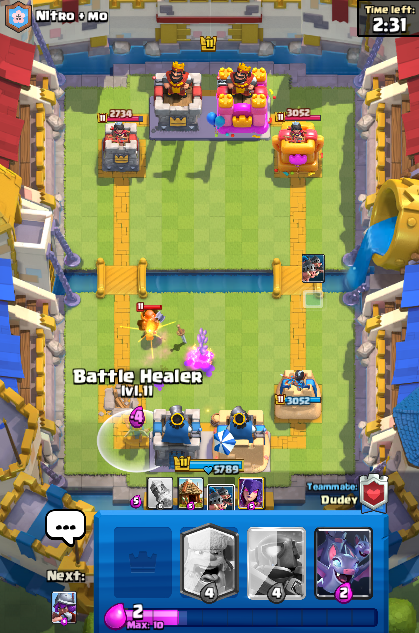 Nitro + mo
Time left:
2:31
2734
3052
Battle Healer
lvl.11
3052
5789
Teammate:
Dudey
5
...
4
4
2
Next:
2
Max: 10